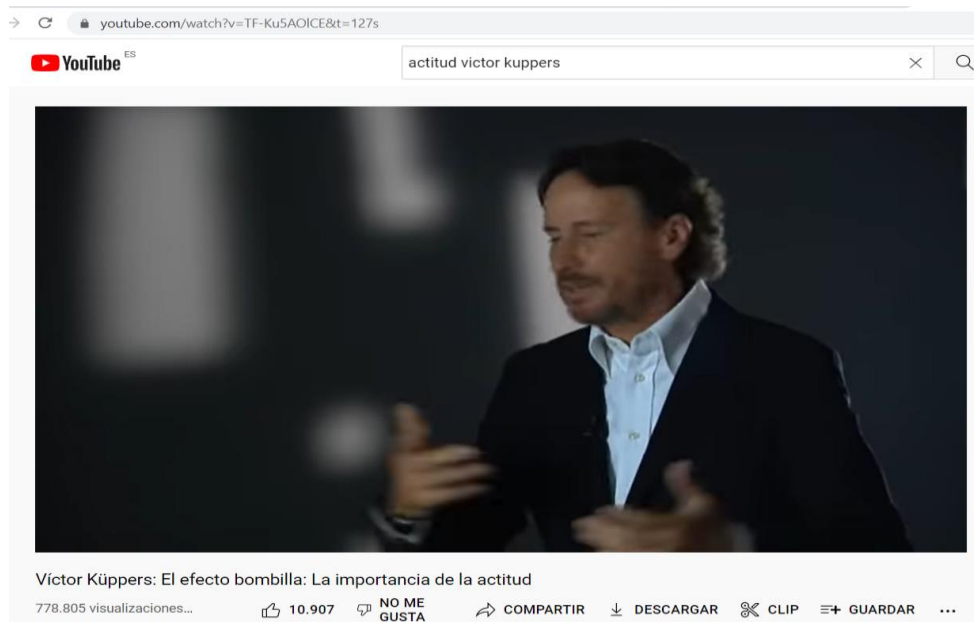 youtube.com/watch?v=TF-Ku5AOlCE&t=127s
YouTube ES
actitud victor kuppers
Víctor Küppers: El efecto bombilla: La importancia de la actitud
778.805 visualizaciones... 10.907 NO ME GUSTA COMPARTIR DESCARGAR CLIP GUARDAR ...